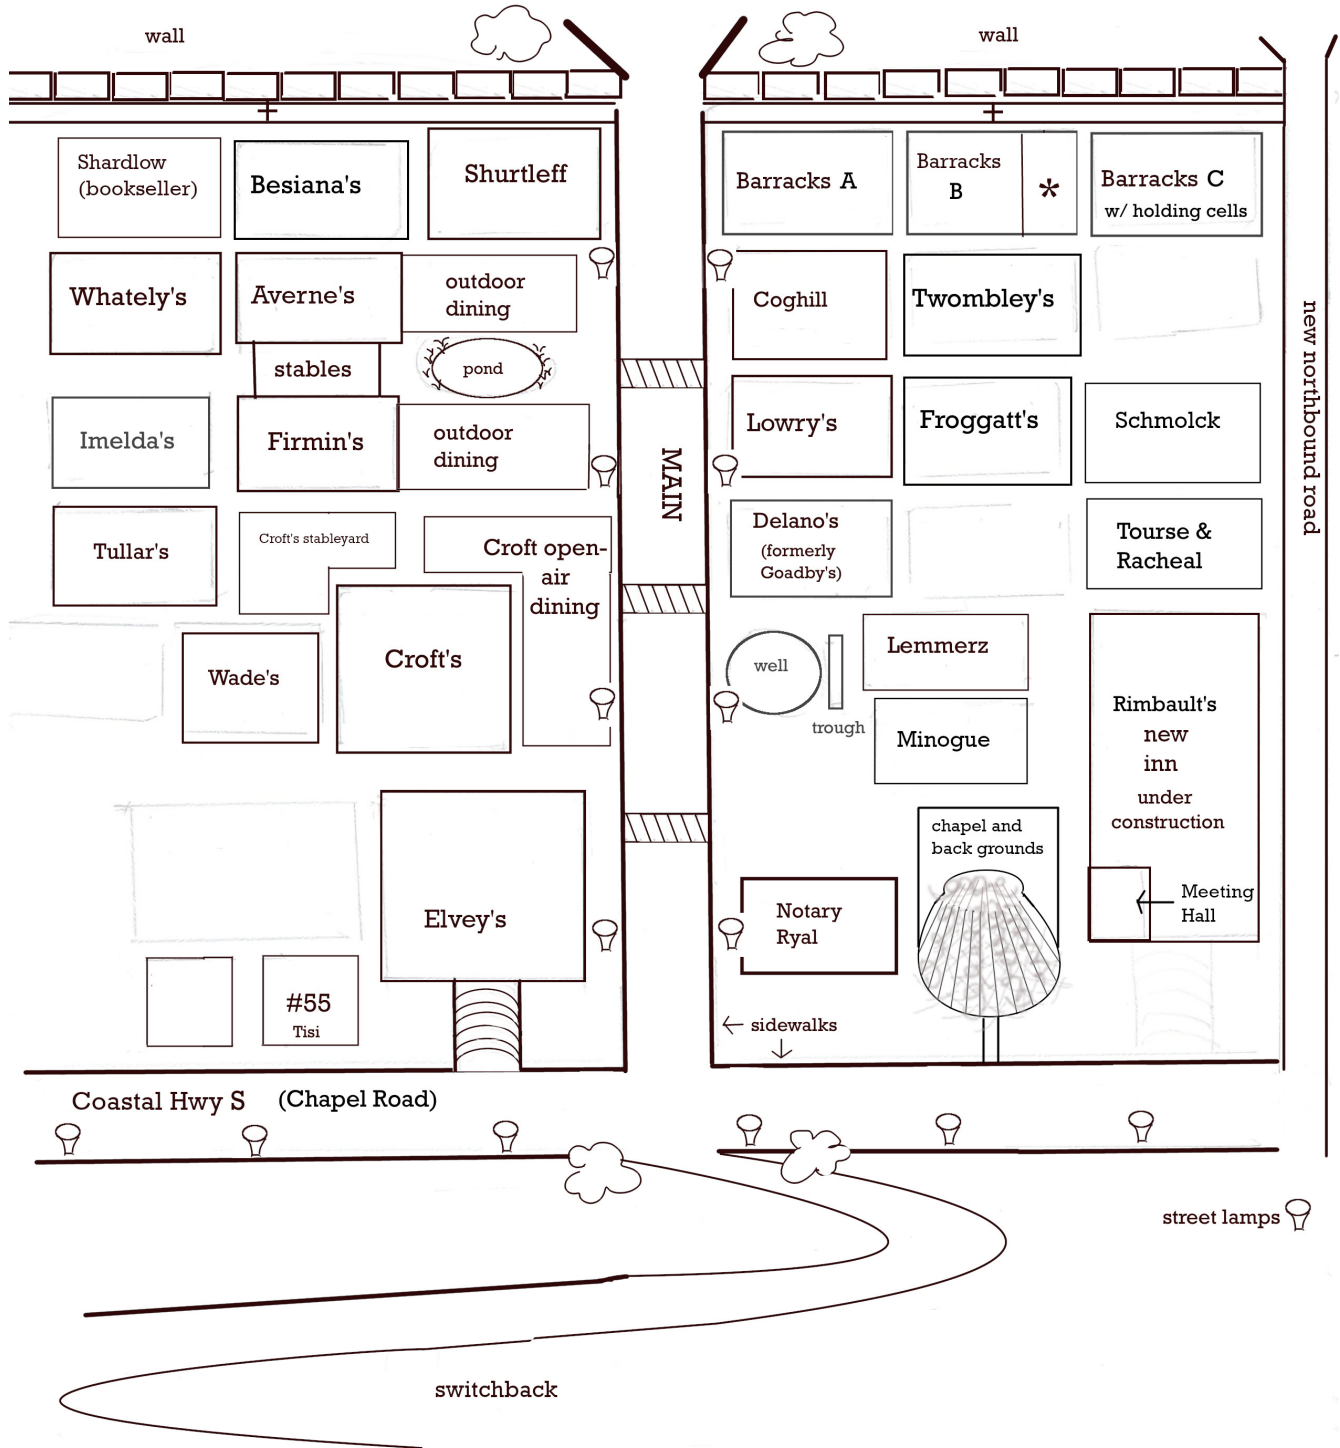 wall
wall
Shardlow
(bookseller)
Besiana's
Shurtleff
Barracks A
Barracks
B
*
Barracks C
w/ holding cells
Whately's
Averne's
outdoor
dining
Coghill
Twombley's
stables
pond
Imelda's
Firmin's
outdoor
dining
MAIN
Lowry's
Froggatt's
Schmolck
new northbound road
Tullar's
Croft's stableyard
Croft open-
air
dining
Delano's
(formerly
Goadby's)
Tourse &
Racheal
Wade's
Croft's
well
trough
Lemmerz
Minogue
Rimbault's
new
inn
under
construction
chapel and
back grounds
Elvey's
Notary
Ryal
Meeting
Hall
#55
Tisi
sidewalks
Coastal Hwy S (Chapel Road)
street lamps
switchback